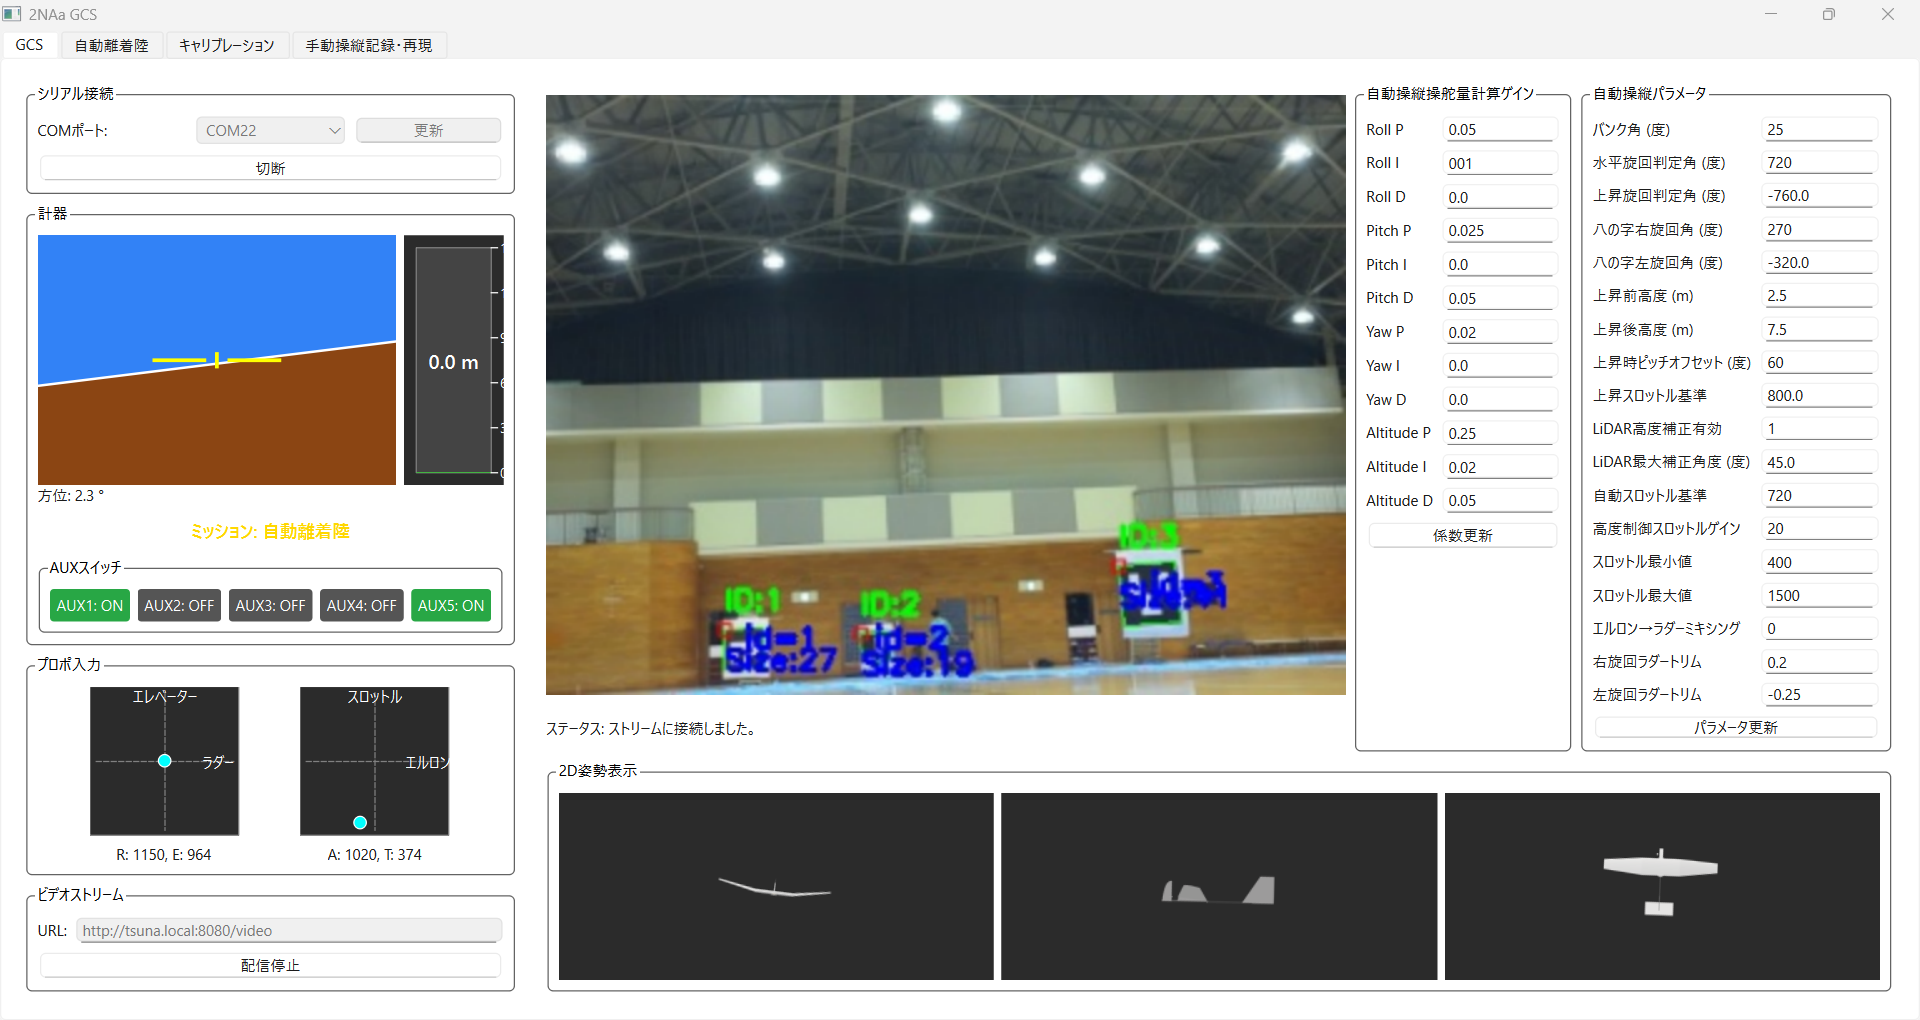 2NAa GCS
GCS
自動離着陸
キャリブレーション
手動操縦記録・再現
シリアル接続
COMポート:
COM22
更新
切断
計器
0.0 m
方位: 2.3 °
ミッション: 自動離着陸
AUXスイッチ
AUX1: ON
AUX2: OFF
AUX3: OFF
AUX4: OFF
AUX5: ON
プロポ入力
エレベーター
ラダー
R: 1150, E: 964
スロットル
エルロン
A: 1020, T: 374
ビデオストリーム
URL:
http://tsuna.local:8080/video
配信停止
ID:1
id=1
Size:27
ID:2
id=2
Size:19
ID:3
id=3
ステータス: ストリームに接続しました。
自動操縦操舵量計算ゲイン
Roll P 0.05
Roll I 001
Roll D 0.0
Pitch P 0.025
Pitch I 0.0
Pitch D 0.05
Yaw P 0.02
Yaw I 0.0
Yaw D 0.0
Altitude P 0.25
Altitude I 0.02
Altitude D 0.05
係数更新
自動操縦パラメータ
バンク角 (度) 25
水平旋回判定角 (度) 720
上昇旋回判定角 (度) -760.0
八の字右旋回角 (度) 270
八の字左旋回角 (度) -320.0
上昇前高度 (m) 2.5
上昇後高度 (m) 7.5
上昇時ピッチオフセット (度) 60
上昇スロットル基準 800.0
LiDAR高度補正有効 1
LiDAR最大補正角度 (度) 45.0
自動スロットル基準 720
高度制御スロットルゲイン 20
スロットル最小値 400
スロットル最大値 1500
エルロン→ラダーミキシング 0
右旋回ラダートリム 0.2
左旋回ラダートリム -0.25
パラメータ更新
2D姿勢表示